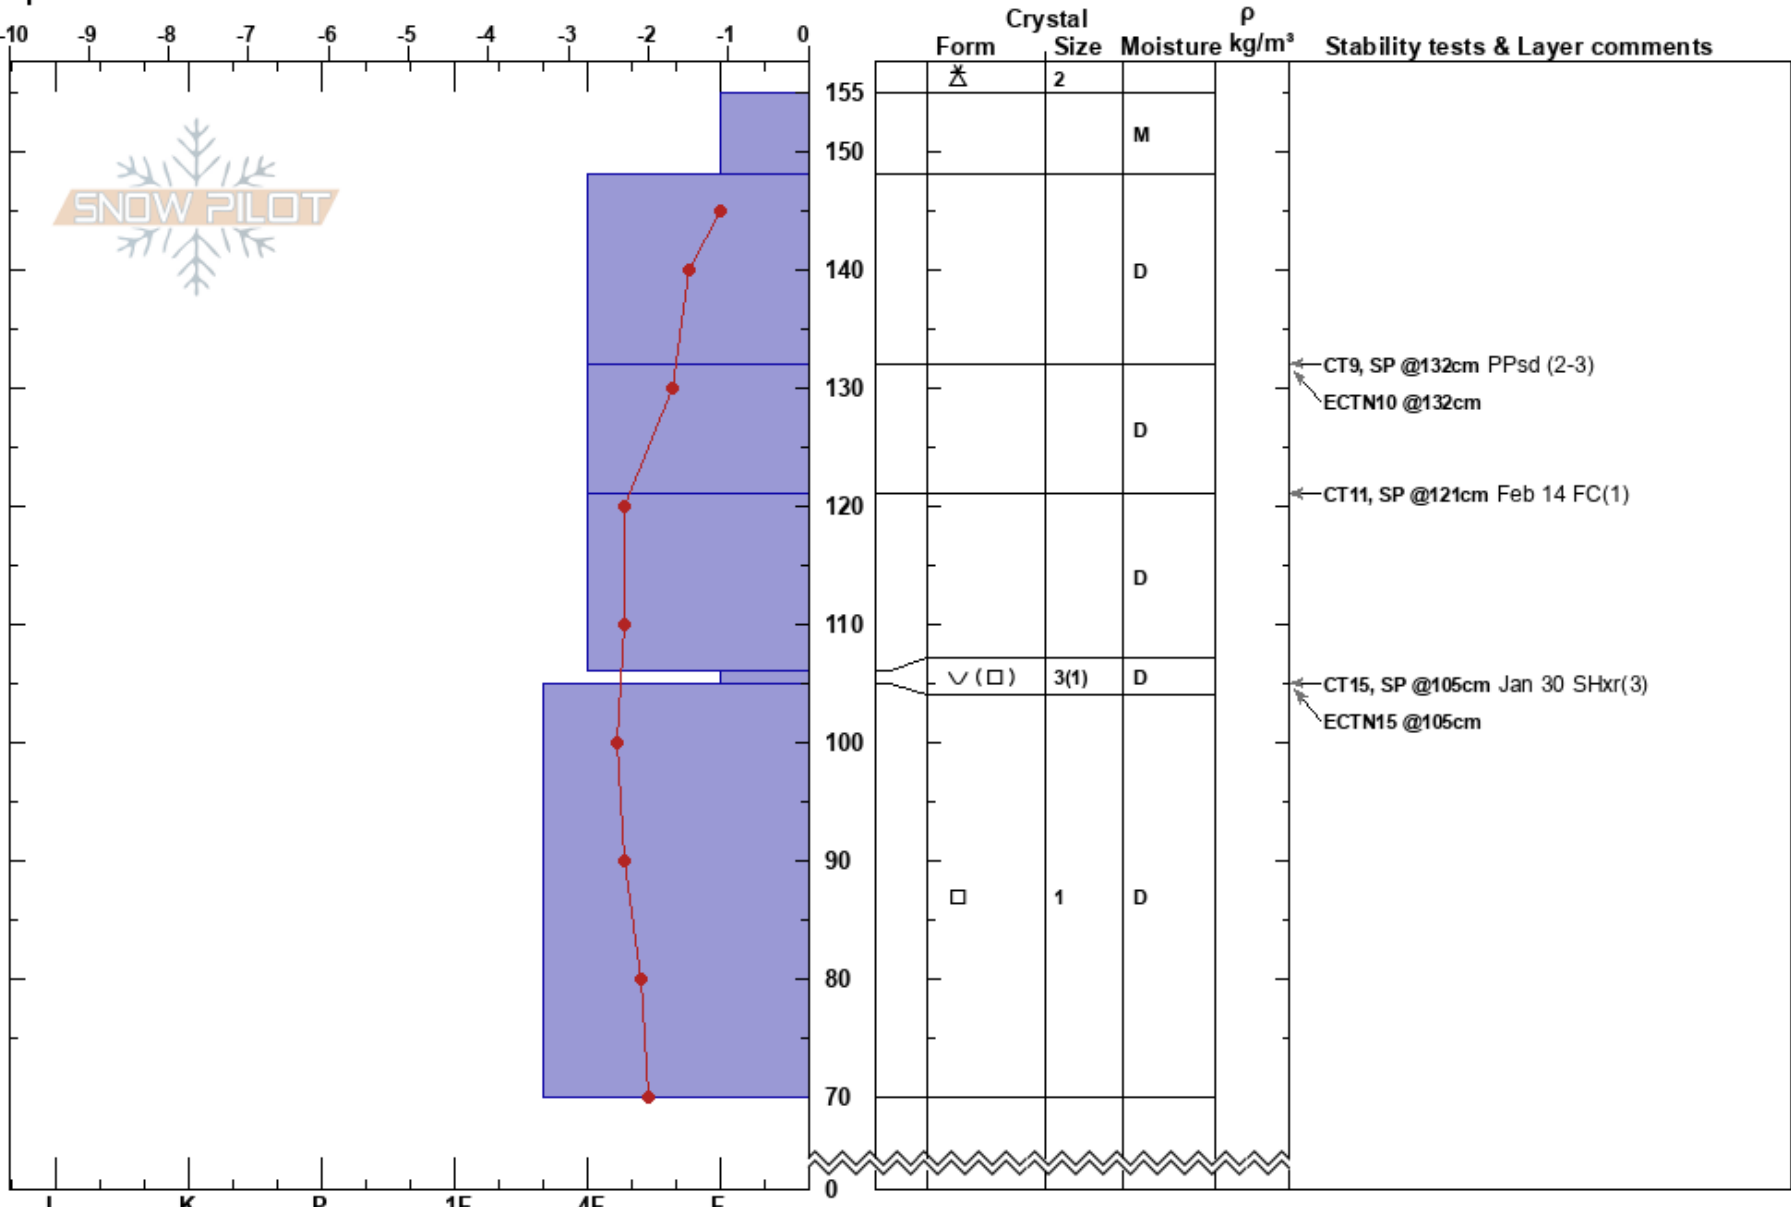 -10 -9 -8 -7 -6 -5 -4 -3 -2 -1 0
Crystal ρ
Form Size Moisture kg/m³ Stability tests & Layer comments
2
155
M
150
SNOW PILOT
140 D
CT9, SP @132cm PPsd (2-3)
130
ECTN10 @132cm
D
CT11, SP @121cm Feb 14 FC(1)
120
D
110
3(1) D CT15, SP @105cm Jan 30 SHxr(3)
ECTN15 @105cm
100
90
1 D
80
70
0
I K P 1F 4F F